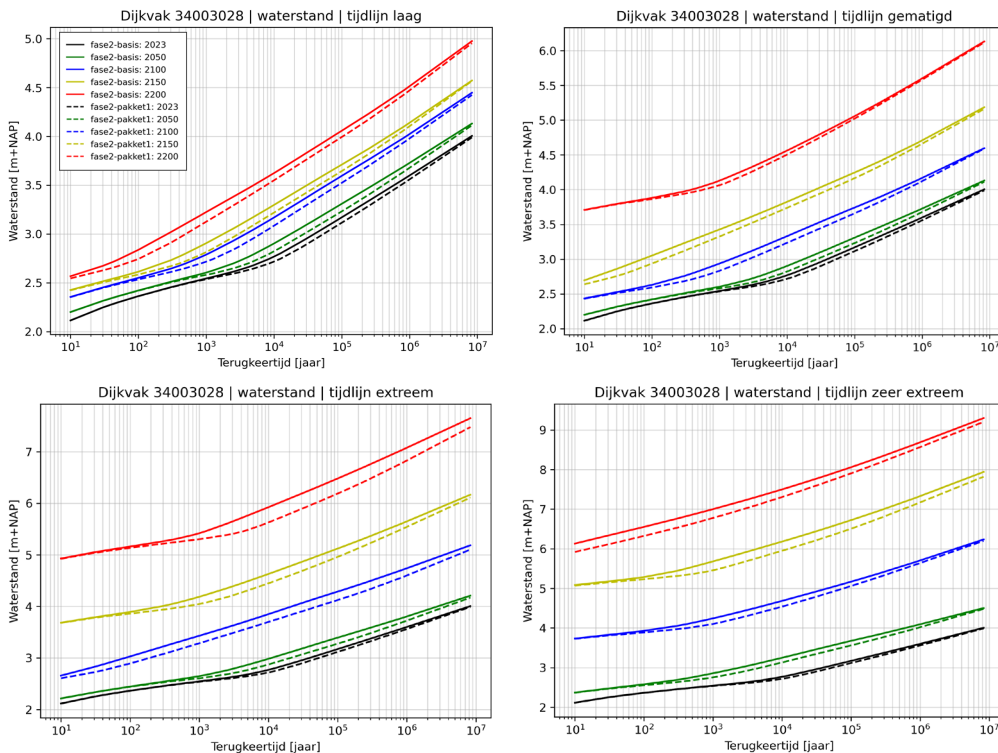 Dijkvak 34003028 | waterstand | tijdlijn laag
Waterstand [m+NAP]
5.0
4.5
4.0
3.5
3.0
2.5
2.0
fase2-basis: 2023
fase2-basis: 2050
fase2-basis: 2100
fase2-basis: 2150
fase2-basis: 2200
fase2-pakket1: 2023
fase2-pakket1: 2050
fase2-pakket1: 2100
fase2-pakket1: 2150
fase2-pakket1: 2200
10¹ 10² 10³ 10⁴ 10⁵ 10⁶ 10⁷
Terugkeertijd [jaar]
Dijkvak 34003028 | waterstand | tijdlijn gematigd
Waterstand [m+NAP]
6.0
5.5
5.0
4.5
4.0
3.5
3.0
2.5
2.0
10¹ 10² 10³ 10⁴ 10⁵ 10⁶ 10⁷
Terugkeertijd [jaar]
Dijkvak 34003028 | waterstand | tijdlijn extreem
Waterstand [m+NAP]
7
6
5
4
3
2
10¹ 10² 10³ 10⁴ 10⁵ 10⁶ 10⁷
Terugkeertijd [jaar]
Dijkvak 34003028 | waterstand | tijdlijn zeer extreem
Waterstand [m+NAP]
9
8
7
6
5
4
3
2
10¹ 10² 10³ 10⁴ 10⁵ 10⁶ 10⁷
Terugkeertijd [jaar]